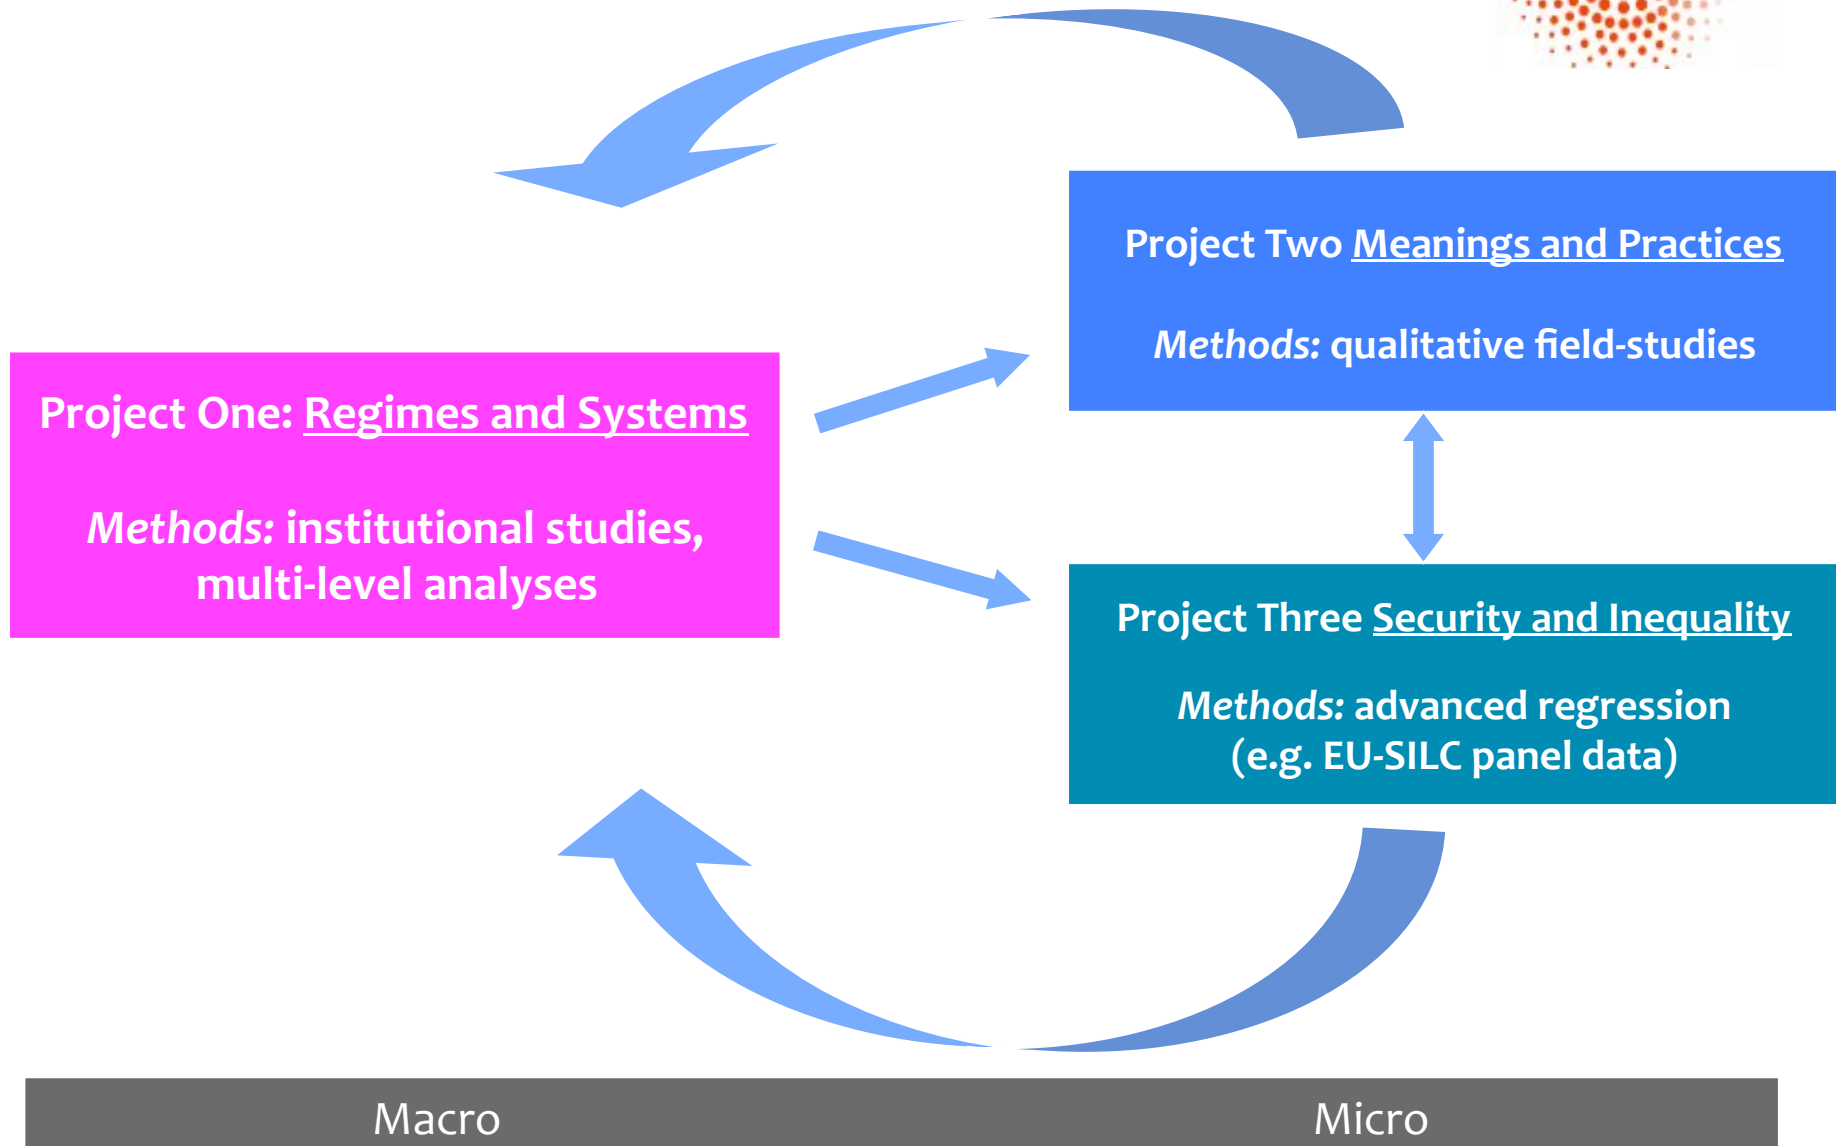 Project One: Regimes and Systems
Methods: institutional studies,
multi-level analyses
Project Two Meanings and Practices
Methods: qualitative field-studies
Project Three Security and Inequality
Methods: advanced regression
(e.g. EU-SILC panel data)
Macro
Micro